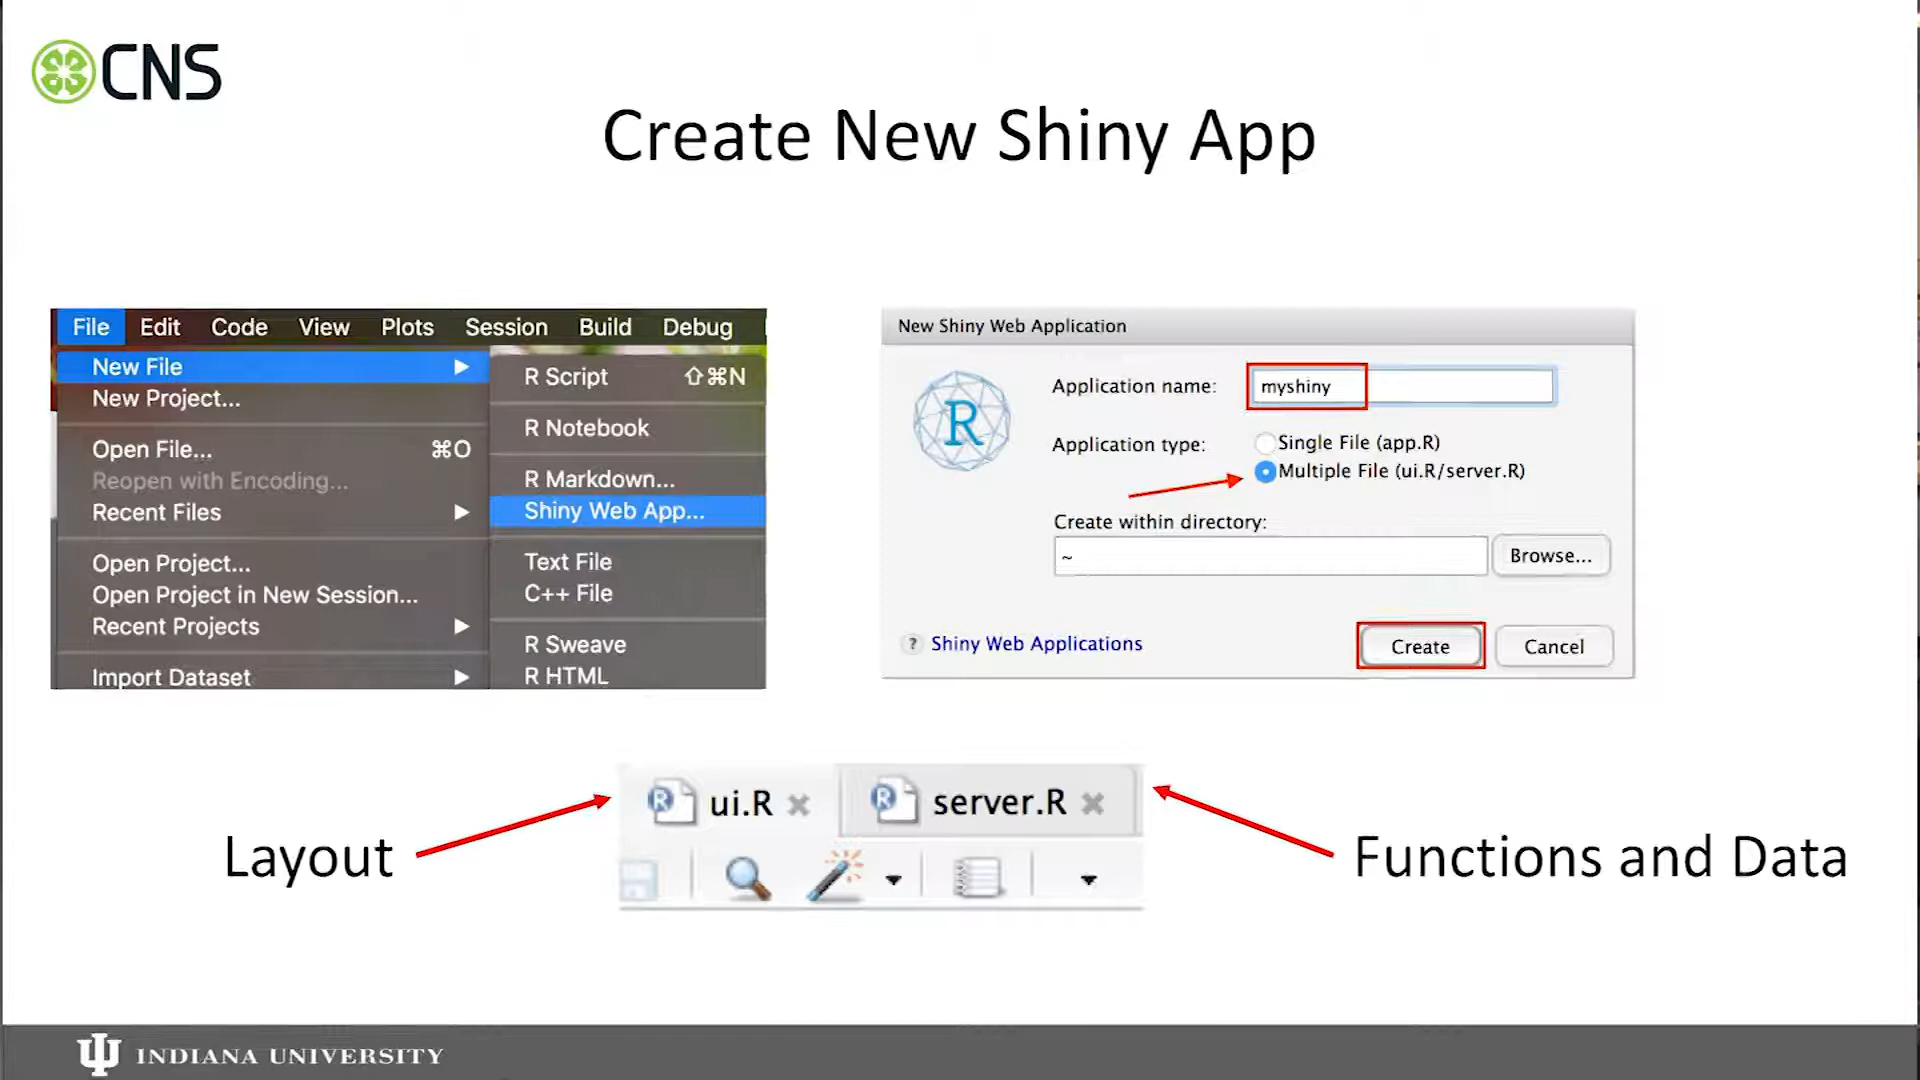 CNS
Create New Shiny App
File Edit Code View Plots Session Build Debug
New File
New Project...
Open File... ⌘O
Reopen with Encoding...
Recent Files
Open Project...
Open Project in New Session...
Recent Projects
Import Dataset
R Script ⇧⌘N
R Notebook
R Markdown...
Shiny Web App...
Text File
C++ File
R Sweave
R HTML
New Shiny Web Application
R
Application name: myshiny
Application type: Single File (app.R)
Multiple File (ui.R/server.R)
Create within directory:
~ Browse...
? Shiny Web Applications Create Cancel
R ui.R R server.R
Layout
Functions and Data
INDIANA UNIVERSITY